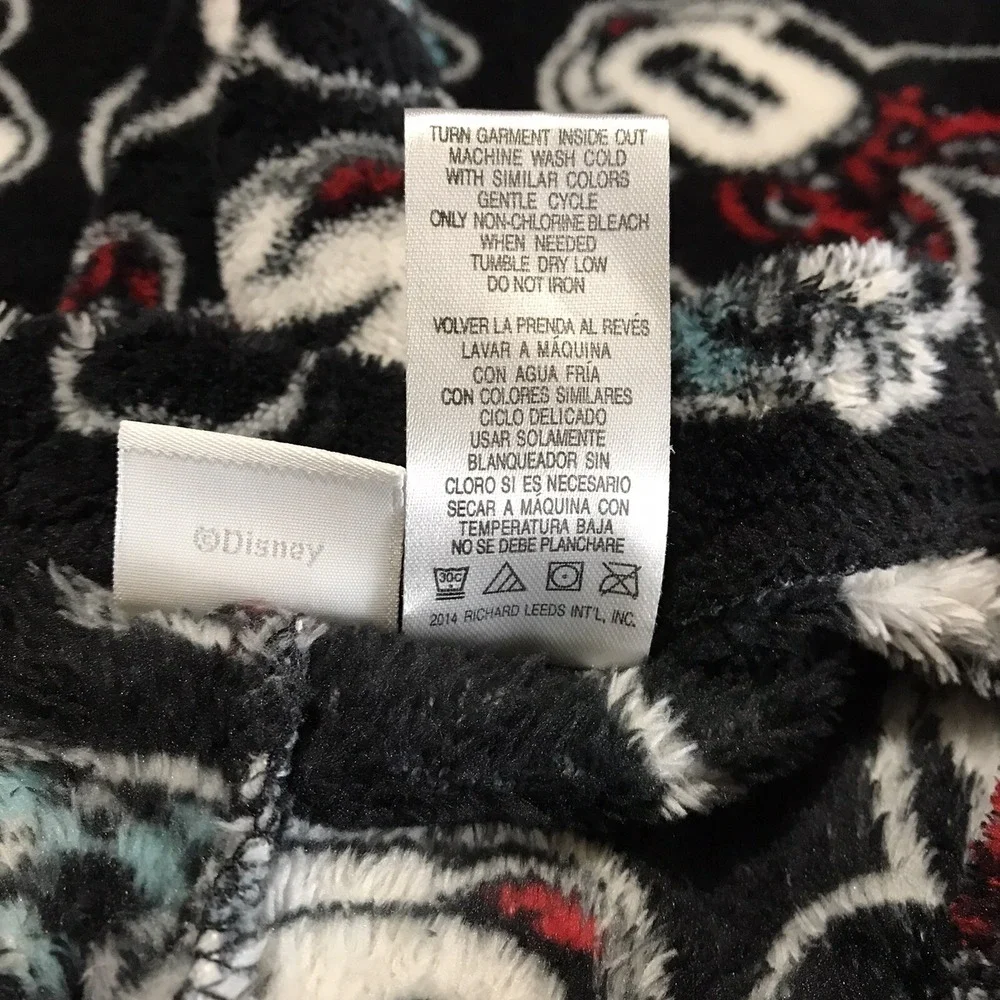 TURN GARMENT INSIDE OUT
MACHINE WASH COLD
WITH SIMILAR COLORS
GENTLE CYCLE
ONLY NON-CHLORINE BLEACH
WHEN NEEDED
TUMBLE DRY LOW
DO NOT IRON
VOLVER LA PRENDA AL REVÉS
LAVAR A MÁQUINA
CON AGUA FRÍA
CON COLORES SIMILARES
CICLO DELICADO
USAR SOLAMENTE
BLANQUEADOR SIN
CLORO SI ES NECESARIO
SECAR A MÁQUINA CON
TEMPERATURA BAJA
NO SE DEBE PLANCHARE
30C
2014 RICHARD LEEDS INT'L, INC.
©Disney